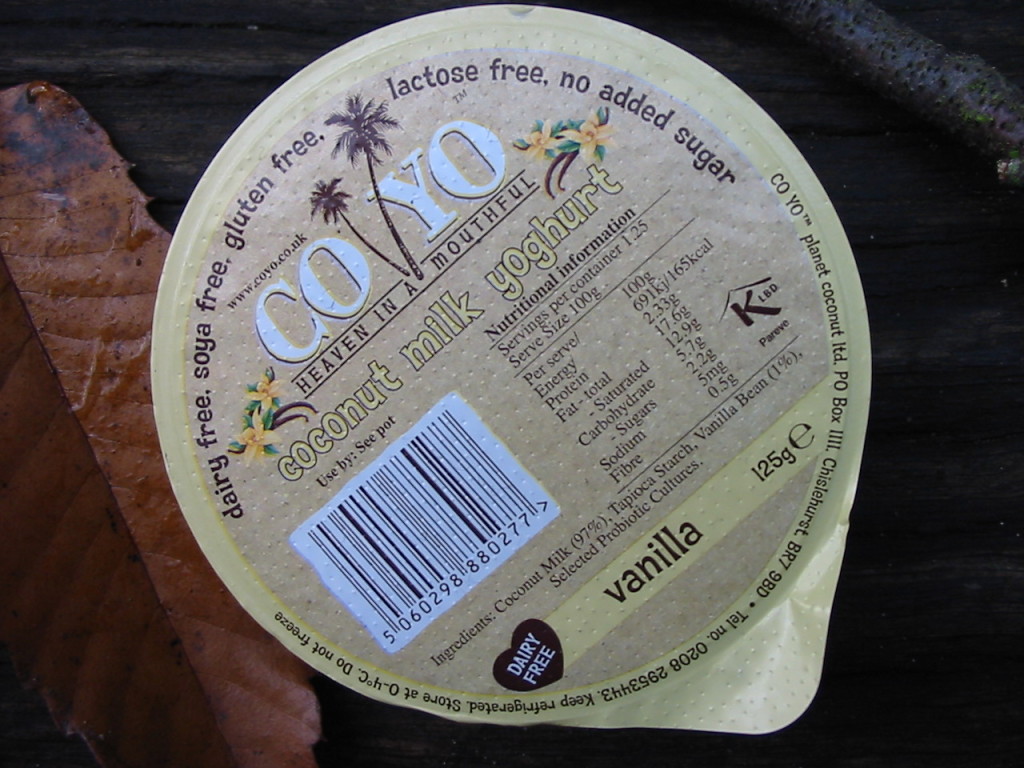 dairy free, soya free, gluten free, lactose free, no added sugar
www.coyo.co.uk
CO YO™
HEAVEN IN A MOUTHFUL
coconut milk yoghurt
Use by: See pot
5 060298 880277 >
Nutritional information
Servings per container 1.25
Serve Size 100g
Per serve/ 100g
Energy 691kj/165kcal
Protein 2.33g
Fat - total 17.6g
- Saturated 12.9g
Carbohydrate 5.7g
- Sugars 2.2g
Sodium 5mg
Fibre 0.5g
K LBD
Pareve
Ingredients: Coconut Milk (97%), Tapioca Starch, Vanilla Bean (1%),
Selected Probiotic Cultures.
vanilla
125g e
DAIRY
FREE
CO YO™ planet coconut ltd. PO Box 1111, Chislehurst, BR7 9BD • Tel no. 0208 2953443. Keep refrigerated. Store at 0-4°C. Do not freeze